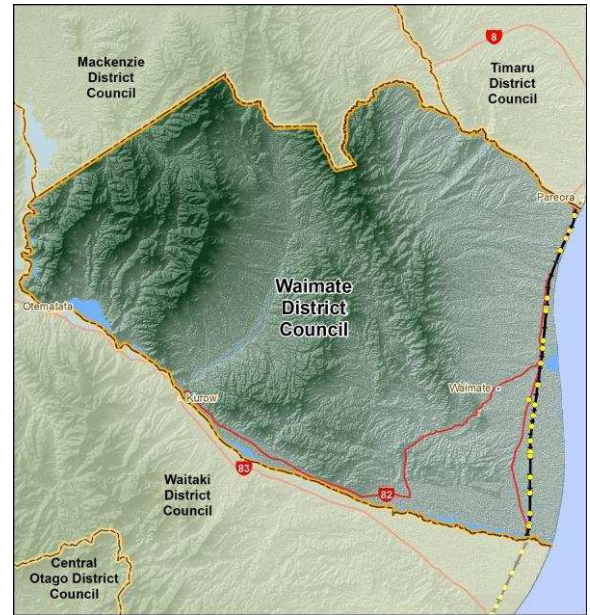 8
Mackenzie
District
Council
Timaru
District
Council
Pareora
Waimate
District
Council
Otematata
Waimate
Kurow
83
82
Waitaki
District
Council
Central
Otago District
Council